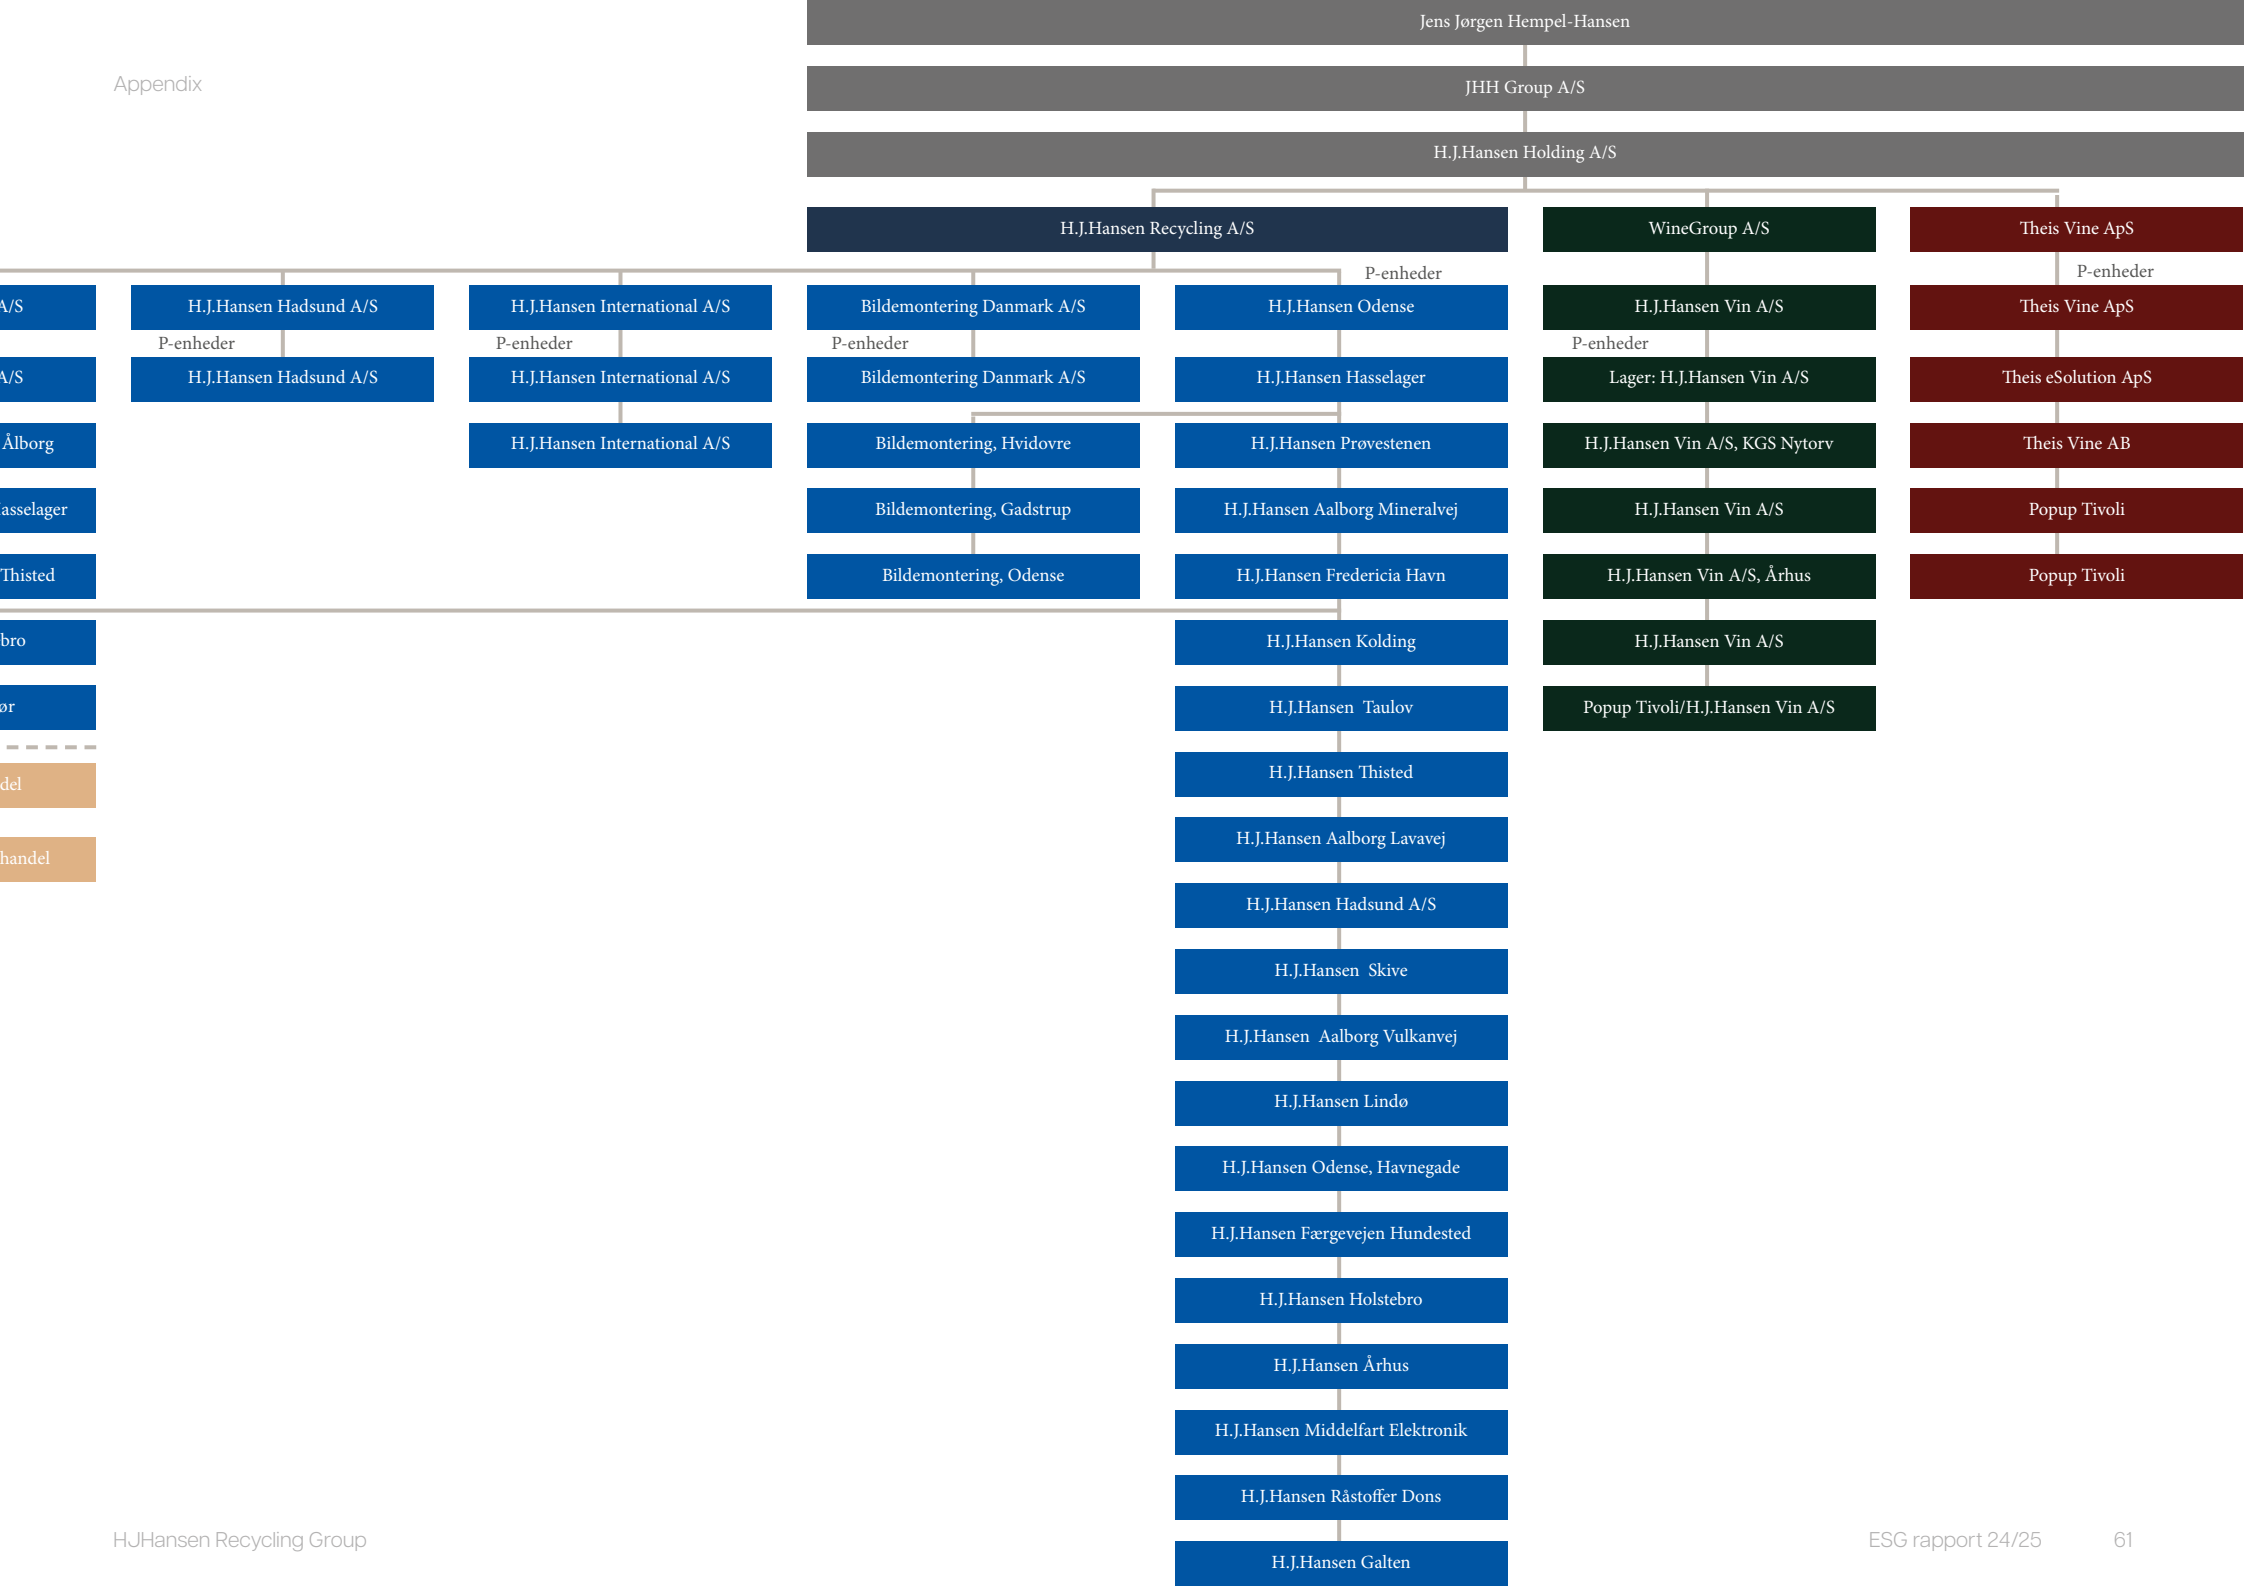 Jens Jørgen Hempel-Hansen
Appendix
JHH Group A/S
H.J.Hansen Holding A/S
H.J.Hansen Recycling A/S
WineGroup A/S
Theis Vine ApS
P-enheder
P-enheder
A/S
H.J.Hansen Hadsund A/S
H.J.Hansen International A/S
Bildemontering Danmark A/S
H.J.Hansen Odense
H.J.Hansen Vin A/S
Theis Vine ApS
P-enheder
P-enheder
P-enheder
P-enheder
A/S
H.J.Hansen Hadsund A/S
H.J.Hansen International A/S
Bildemontering Danmark A/S
H.J.Hansen Hasselager
Lager: H.J.Hansen Vin A/S
Theis eSolution ApS
Ålborg
H.J.Hansen International A/S
Bildemontering, Hvidovre
H.J.Hansen Prøvestenen
H.J.Hansen Vin A/S, KGS Nytorv
Theis Vine AB
asselager
Bildemontering, Gadstrup
H.J.Hansen Aalborg Mineralvej
H.J.Hansen Vin A/S
Popup Tivoli
Thisted
Bildemontering, Odense
H.J.Hansen Fredericia Havn
H.J.Hansen Vin A/S, Århus
Popup Tivoli
bro
H.J.Hansen Kolding
H.J.Hansen Vin A/S
ør
H.J.Hansen Taulov
Popup Tivoli/H.J.Hansen Vin A/S
del
H.J.Hansen Thisted
handel
H.J.Hansen Aalborg Lavavej
H.J.Hansen Hadsund A/S
H.J.Hansen Skive
H.J.Hansen Aalborg Vulkanvej
H.J.Hansen Lindø
H.J.Hansen Odense, Havnegade
H.J.Hansen Færgevejen Hundested
H.J.Hansen Holstebro
H.J.Hansen Århus
H.J.Hansen Middelfart Elektronik
H.J.Hansen Råstoffer Dons
H.J.Hansen Galten
HJHansen Recycling Group
ESG rapport 24/25
61